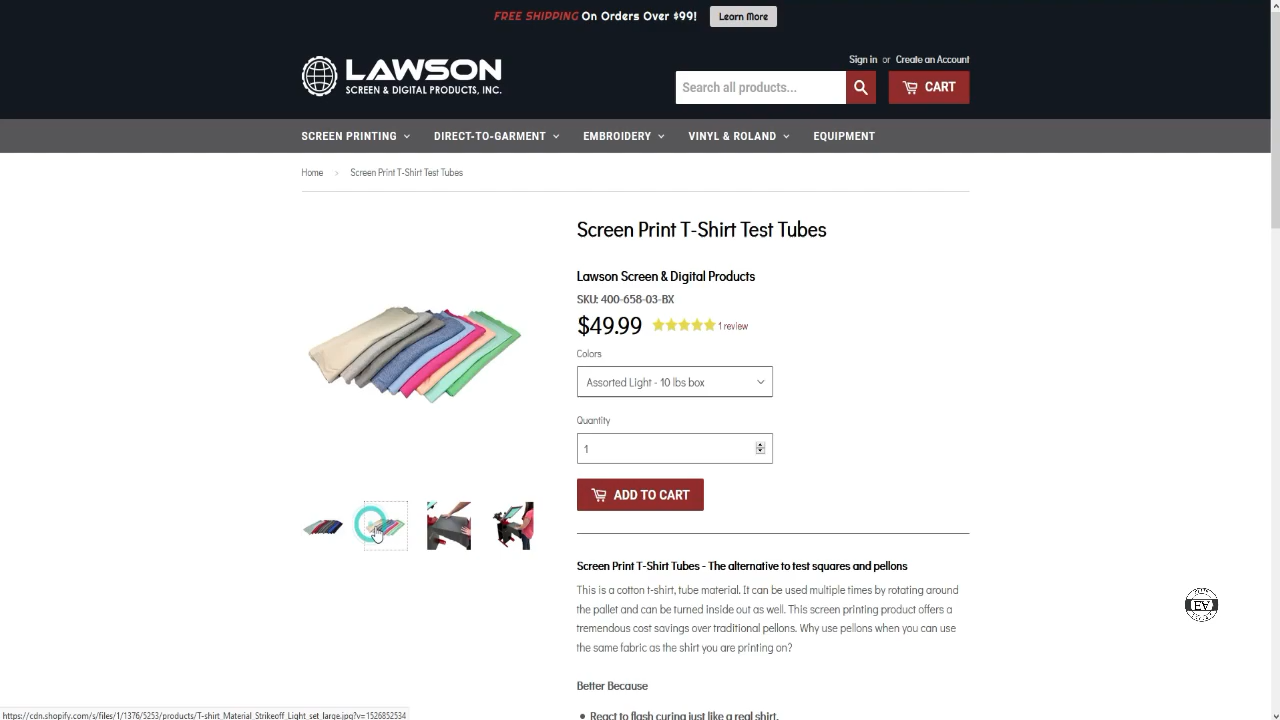 FREE SHIPPING On Orders Over $99! Learn More
Sign in or Create an Account
LAWSON
SCREEN & DIGITAL PRODUCTS, INC.
Search all products...
CART
SCREEN PRINTING DIRECT-TO-GARMENT EMBROIDERY VINYL & ROLAND EQUIPMENT
Home » Screen Print T-Shirt Test Tubes
Screen Print T-Shirt Test Tubes
Lawson Screen & Digital Products
SKU: 400-658-03-BX
$49.99 1 review
Colors
Assorted Light - 10 lbs box
Quantity
1
ADD TO CART
Screen Print T-Shirt Tubes - The alternative to test squares and pellons
This is a cotton t-shirt, tube material. It can be used multiple times by rotating around
the pallet and can be turned inside out as well. This screen printing product offers a
tremendous cost savings over traditional pellons. Why use pellons when you can use
the same fabric as the shirt you are printing on?
EV
Better Because
• React to flash curing just like a real shirt.
https://cdn.shopify.com/s/files/1/1376/5253/products/T-shirt_Material_Strikeoff_Light_set_large.jpg?v=1526852534